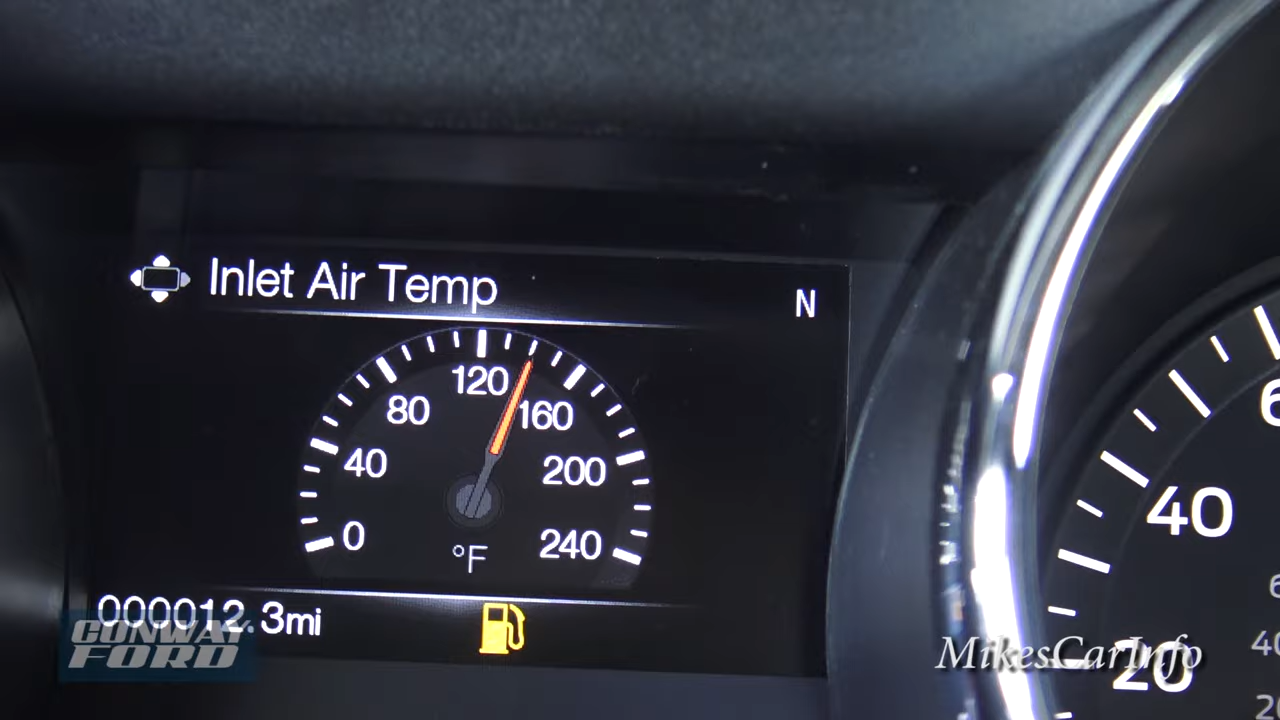 Inlet Air Temp
N
120
80
160
40
200
0
240
°F
000012.3mi
CONWAY
FORD
MikesCarInfo
40
20